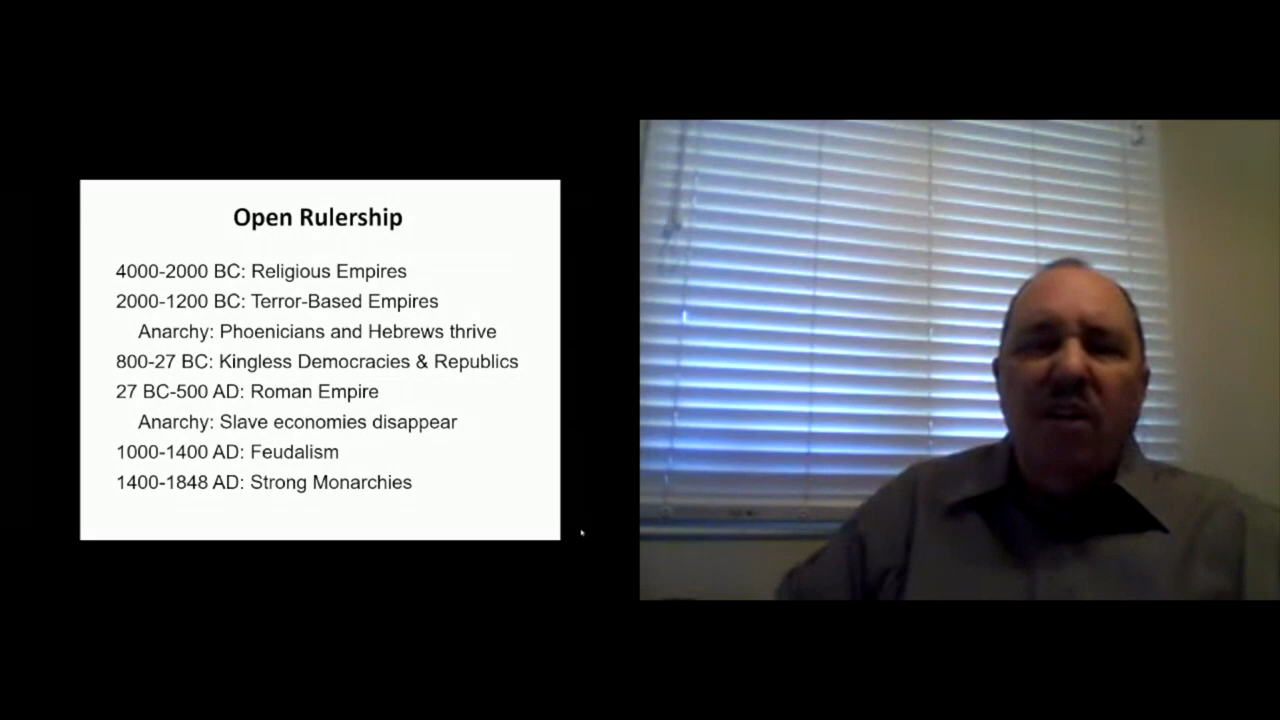 Open Rulership
4000-2000 BC: Religious Empires
2000-1200 BC: Terror-Based Empires
Anarchy: Phoenicians and Hebrews thrive
800-27 BC: Kingless Democracies & Republics
27 BC-500 AD: Roman Empire
Anarchy: Slave economies disappear
1000-1400 AD: Feudalism
1400-1848 AD: Strong Monarchies